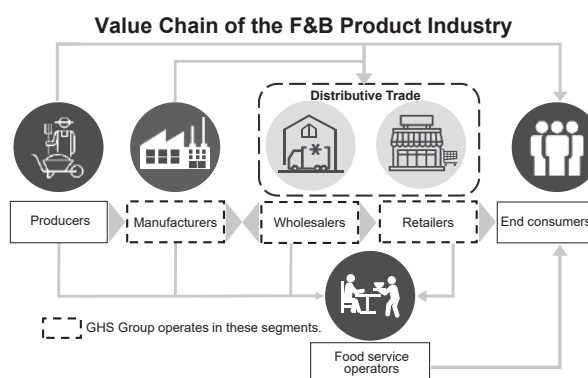 Value Chain of the F&B Product Industry
Distributive Trade
*
Producers
Manufacturers
Wholesalers
Retailers
End consumers
GHS Group operates in these segments.
Food service
operators